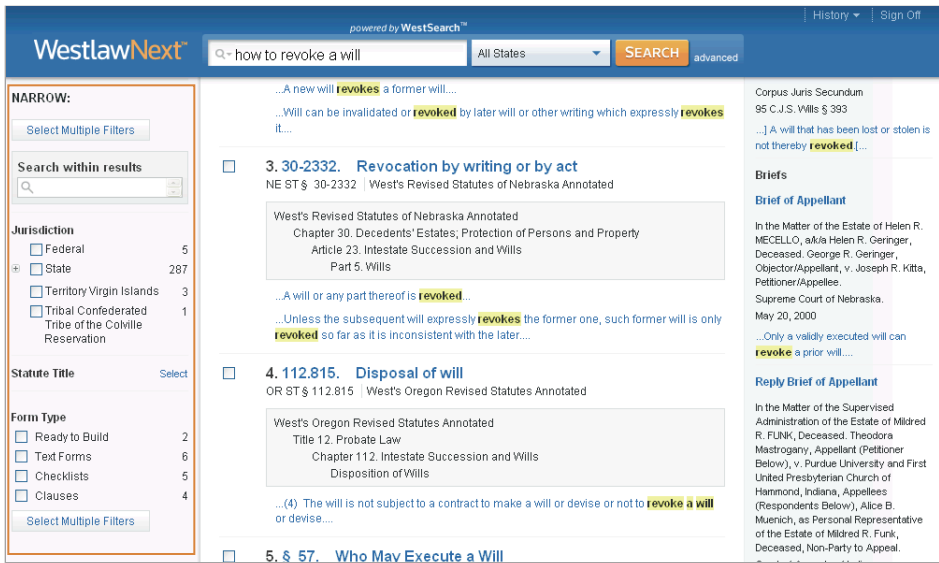 History Sign Off
powered by WestSearch™
WestlawNext™ how to revoke a will All States SEARCH advanced
NARROW:
Select Multiple Filters
Search within results
Jurisdiction
Federal 5
State 287
Territory Virgin Islands 3
Tribal Confederated 1
Tribe of the Colville
Reservation
Statute Title Select
Form Type
Ready to Build 2
Text Forms 6
Checklists 5
Clauses 4
Select Multiple Filters
...A new will revokes a former will....
...Will can be invalidated or revoked by later will or other writing which expressly revokes
it....
3. 30-2332. Revocation by writing or by act
NE ST § 30-2332 West's Revised Statutes of Nebraska Annotated
West's Revised Statutes of Nebraska Annotated
Chapter 30. Decedents' Estates; Protection of Persons and Property
Article 23. Intestate Succession and Wills
Part 5. Wills
...A will or any part thereof is revoked...
...Unless the subsequent will expressly revokes the former one, such former will is only
revoked so far as it is inconsistent with the later....
4. 112.815. Disposal of will
OR ST § 112.815 West's Oregon Revised Statutes Annotated
West's Oregon Revised Statutes Annotated
Title 12. Probate Law
Chapter 112. Intestate Succession and Wills
Disposition of Wills
...(4) The will is not subject to a contract to make a will or devise or not to revoke a will
or devise....
5. § 57. Who May Execute a Will
Corpus Juris Secundum
95 C.J.S. Wills § 393
...] A will that has been lost or stolen is
not thereby revoked.[...
Briefs
Brief of Appellant
In the Matter of the Estate of Helen R.
MECELLO, a/k/a Helen R. Geringer,
Deceased. George R. Geringer,
Objector/Appellant, v. Joseph R. Kitta,
Petitioner/Appellee.
Supreme Court of Nebraska.
May 20, 2000
...Only a validly executed will can
revoke a prior will....
Reply Brief of Appellant
In the Matter of the Supervised
Administration of the Estate of Mildred
R. FUNK, Deceased. Theodora
Mastrogany, Appellant (Petitioner
Below), v. Purdue University and First
United Presbyterian Church of
Hammond, Indiana, Appellees
(Respondents Below), Alice B.
Muenich, as Personal Representative
of the Estate of Mildred R. Funk,
Deceased, Non-Party to Appeal.